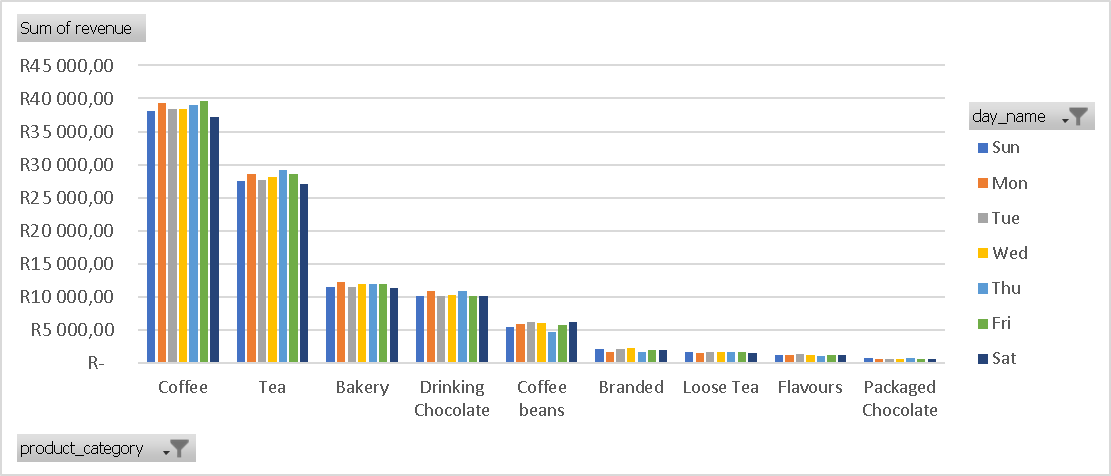 Sum of revenue
R45 000,00
R40 000,00
R35 000,00
R30 000,00
R25 000,00
R20 000,00
R15 000,00
R10 000,00
R5 000,00
R-
Coffee
Tea
Bakery
Drinking
Chocolate
Coffee
beans
Branded
Loose Tea
Flavours
Packaged
Chocolate
day_name
Sun
Mon
Tue
Wed
Thu
Fri
Sat
product_category